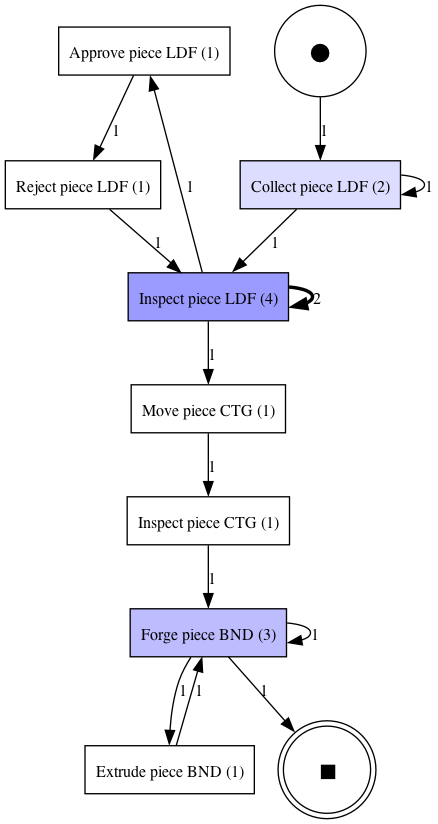 Approve piece LDF (1)
1
1
Reject piece LDF (1)
1
Collect piece LDF (2)
1
1
1
Inspect piece LDF (4)
2
1
Move piece CTG (1)
1
Inspect piece CTG (1)
1
Forge piece BND (3)
1
1
1
1
Extrude piece BND (1)